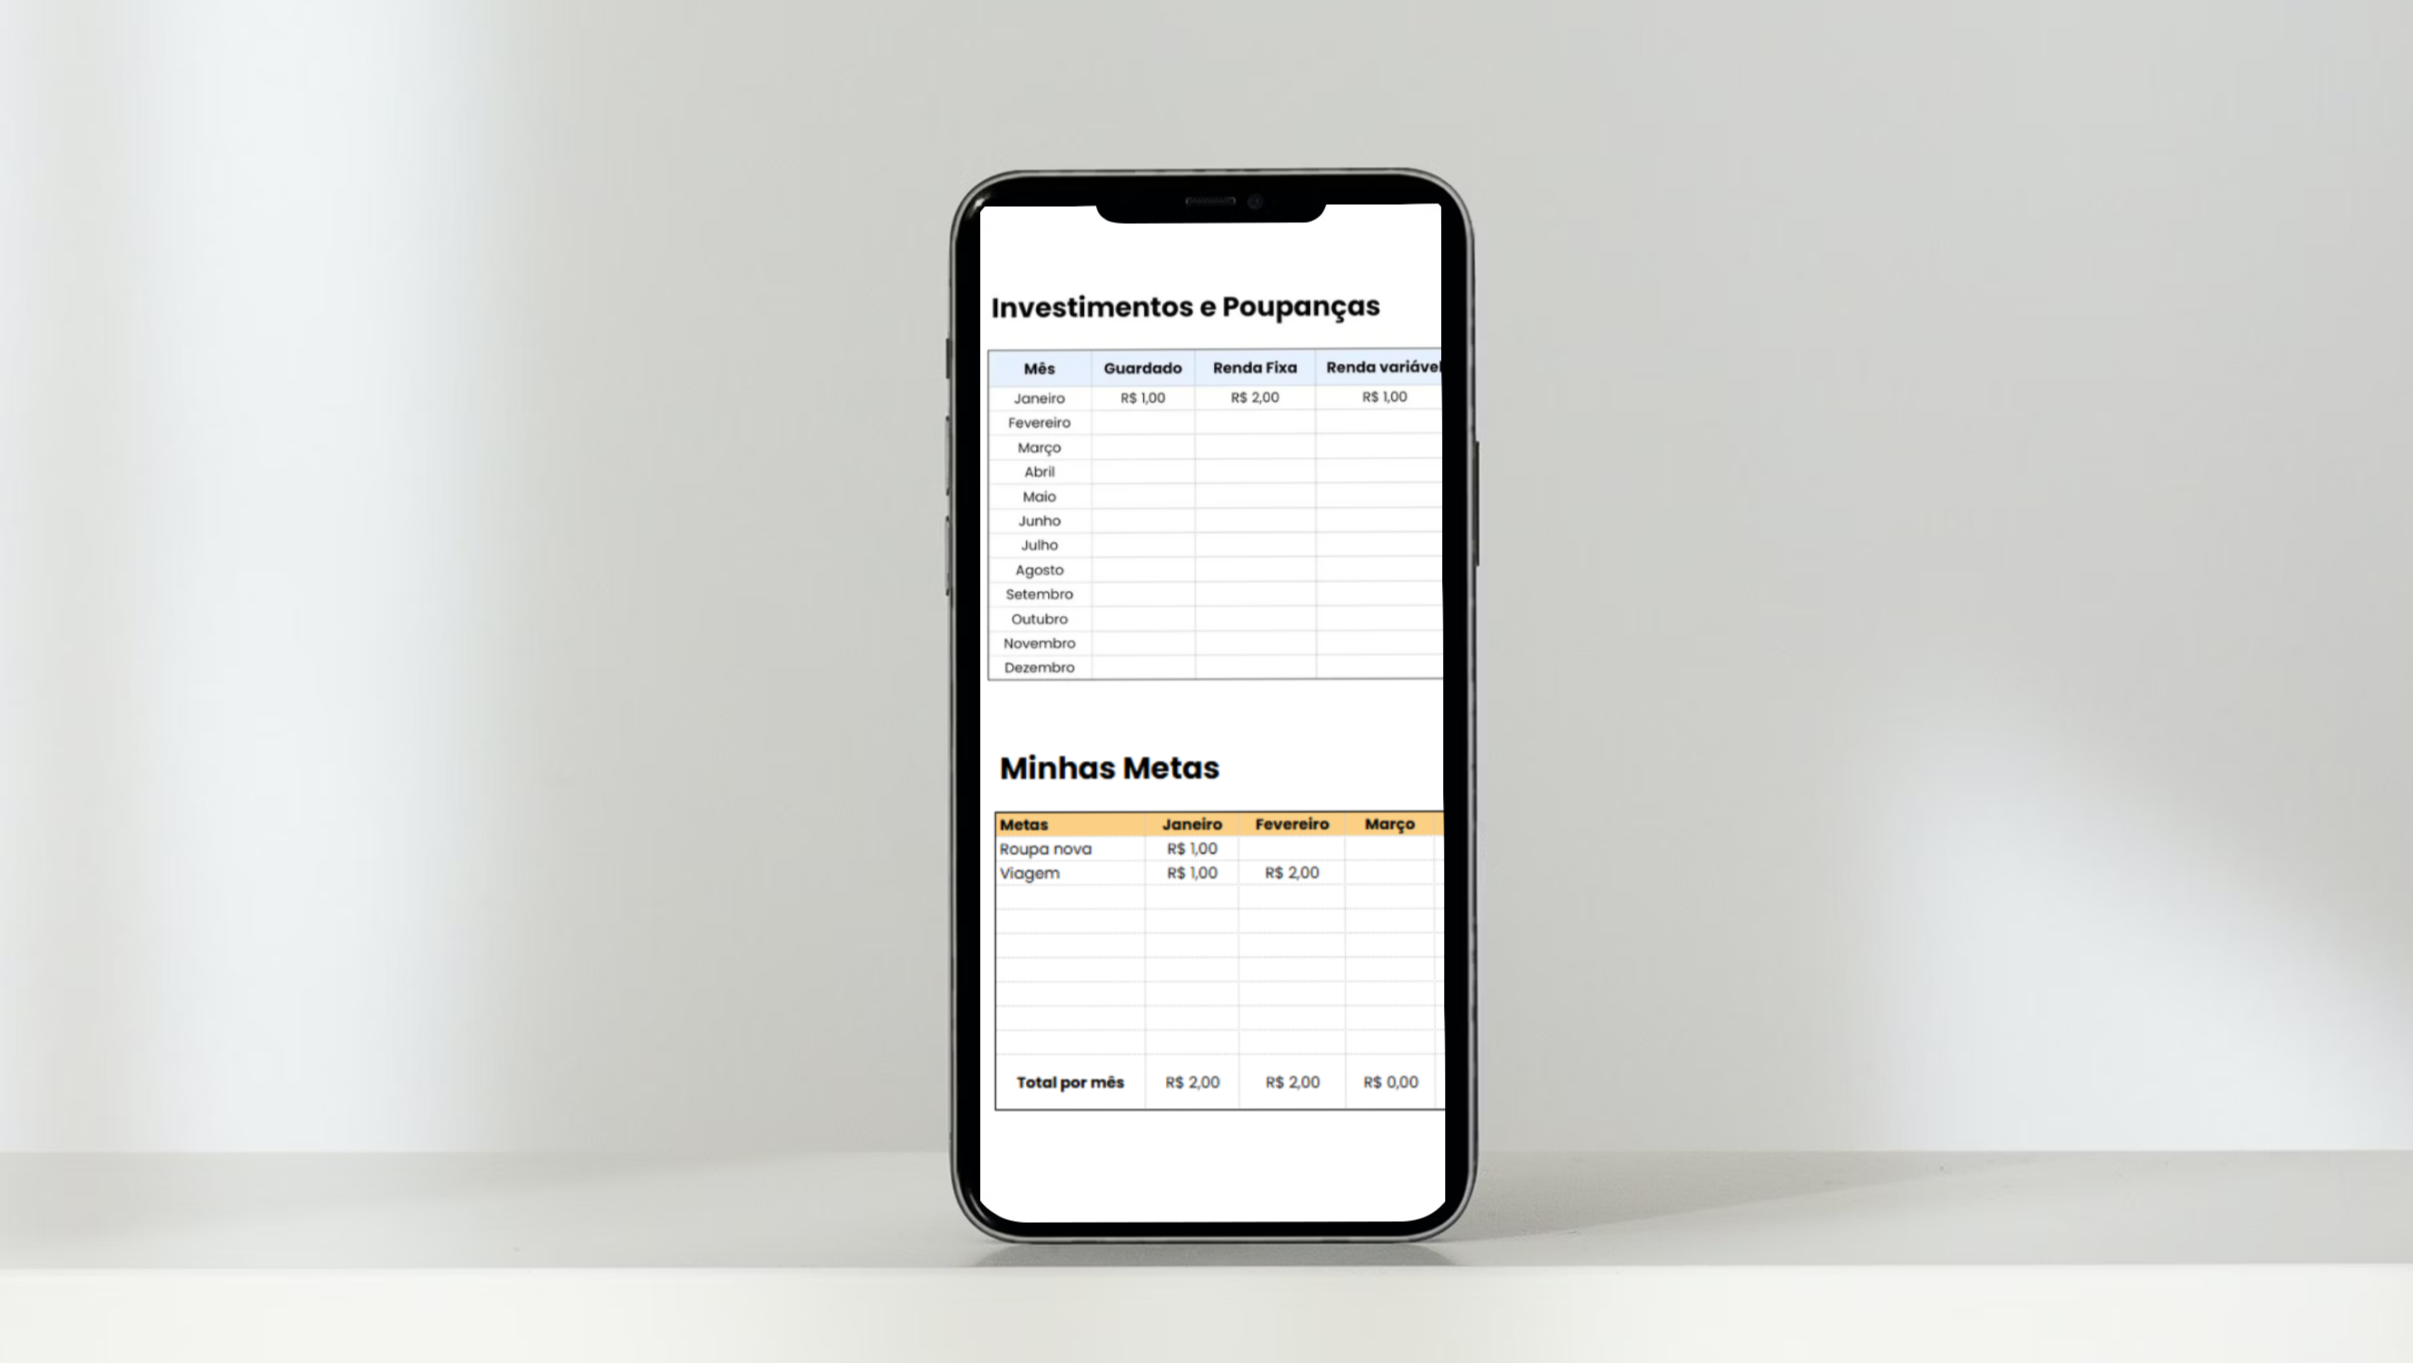 Investimentos e Poupanças
Mês Guardado Renda Fixa Renda variável
Janeiro R$ 1,00 R$ 2,00 R$ 1,00
Fevereiro
Março
Abril
Maio
Junho
Julho
Agosto
Setembro
Outubro
Novembro
Dezembro
Minhas Metas
Metas Janeiro Fevereiro Março
Roupa nova R$ 1,00
Viagem R$ 1,00 R$ 2,00
Total por mês R$ 2,00 R$ 2,00 R$ 0,00